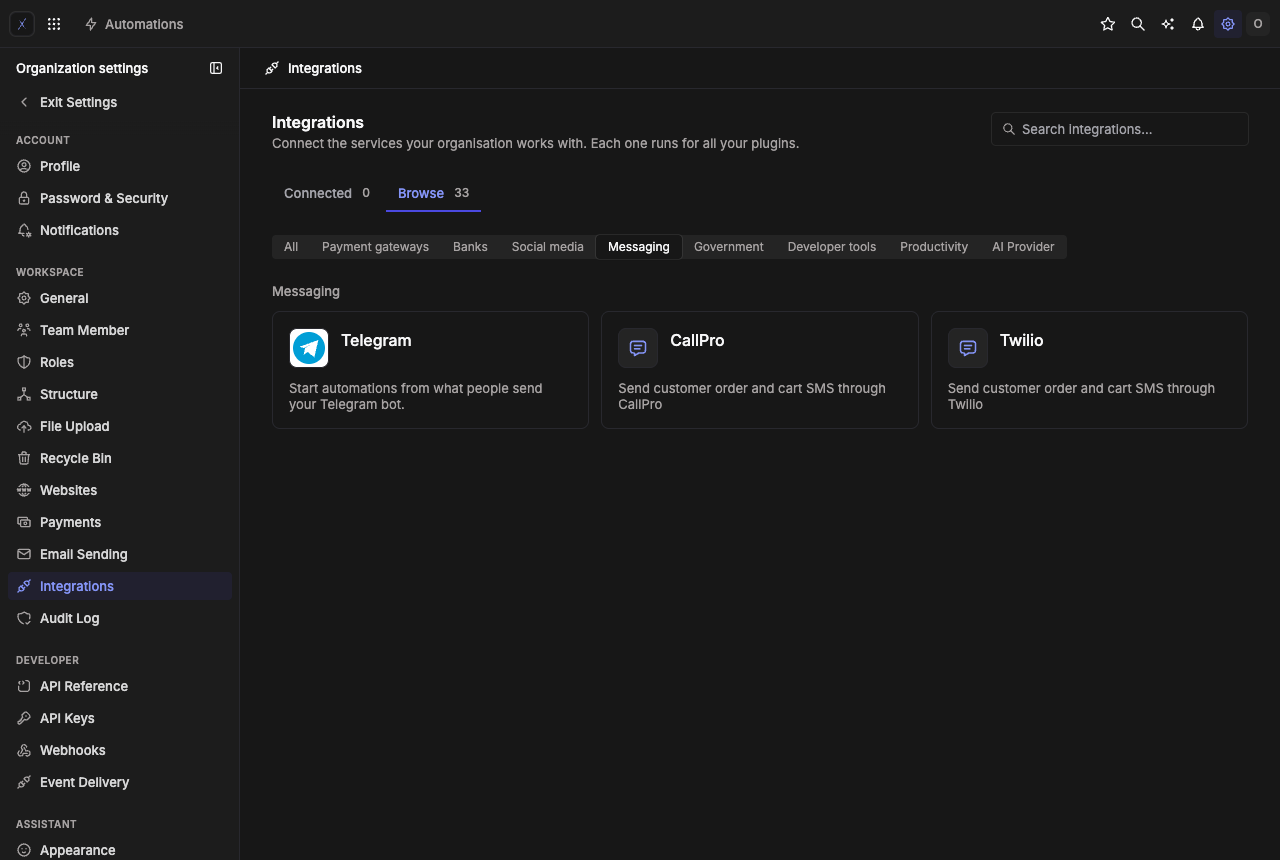 Automations
O
Organization settings
Exit Settings
ACCOUNT
Profile
Password & Security
Notifications
WORKSPACE
General
Team Member
Roles
Structure
File Upload
Recycle Bin
Websites
Payments
Email Sending
Integrations
Audit Log
DEVELOPER
API Reference
API Keys
Webhooks
Event Delivery
ASSISTANT
Appearance
Integrations
Integrations
Connect the services your organisation works with. Each one runs for all your plugins.
Search integrations...
Connected 0 Browse 33
All Payment gateways Banks Social media Messaging Government Developer tools Productivity AI Provider
Messaging
Telegram
Start automations from what people send
your Telegram bot.
CallPro
Send customer order and cart SMS through
CallPro
Twilio
Send customer order and cart SMS through
Twilio